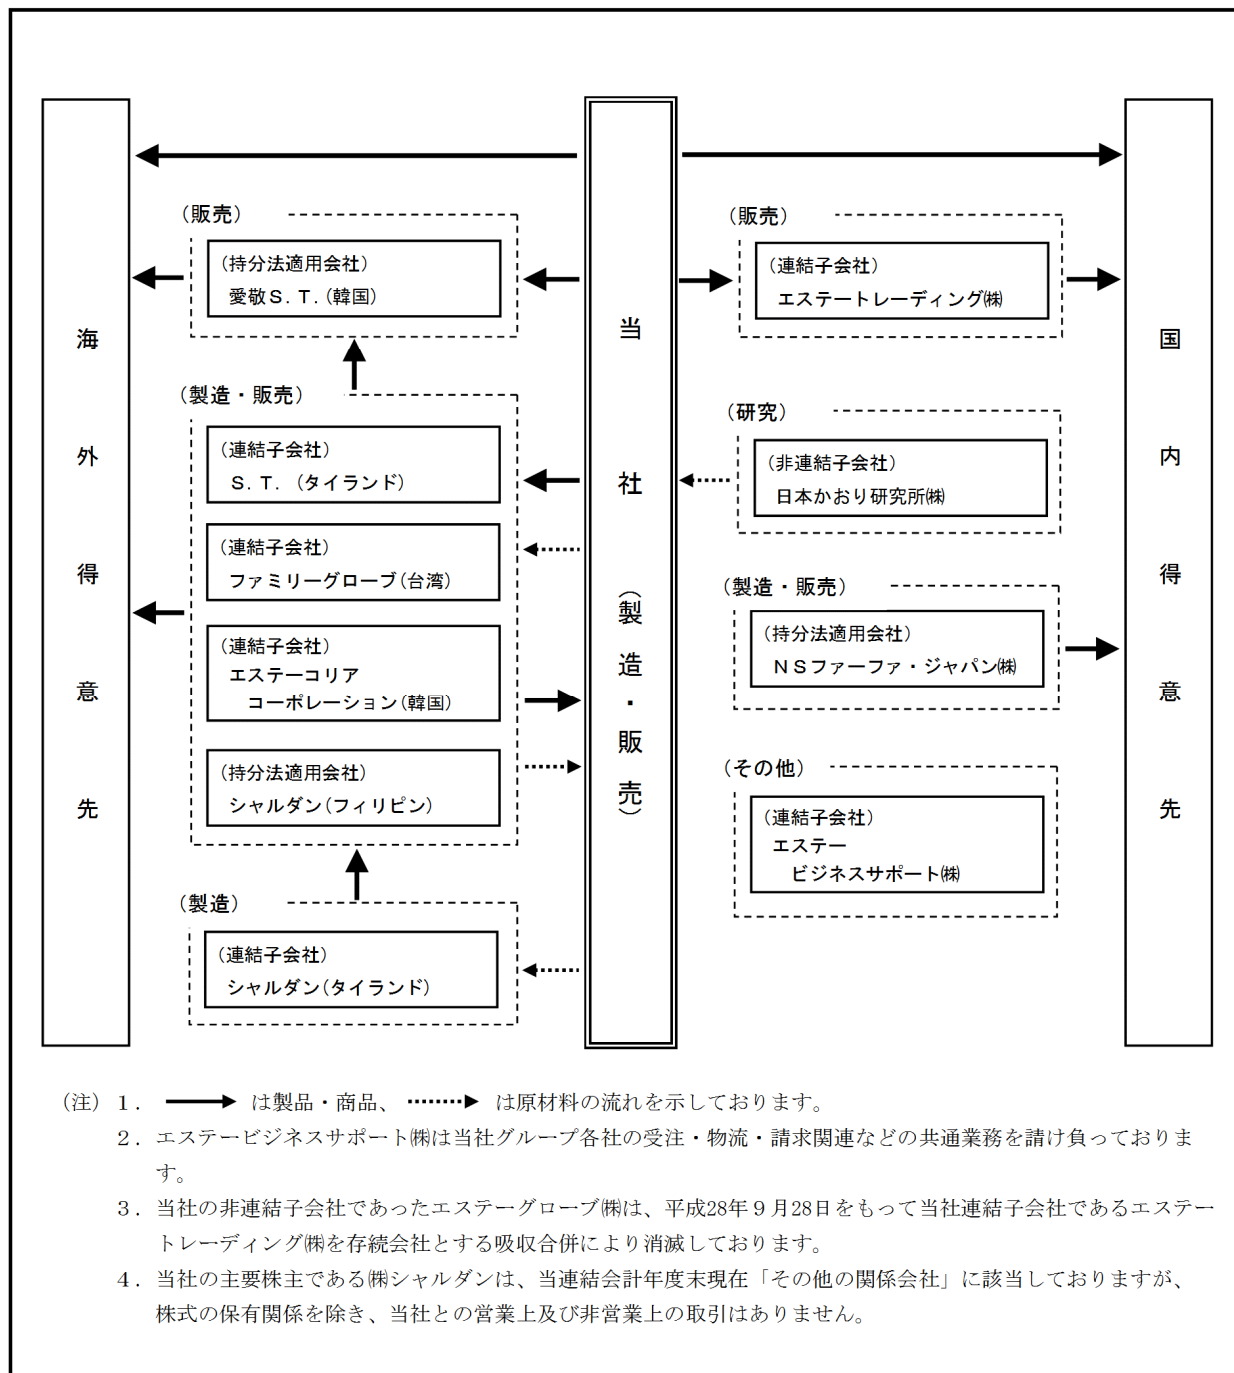 海外得意先
(販売)
(持分法適用会社)
愛敬S.T.(韓国)
(製造・販売)
(連結子会社)
S.T.(タイランド)
(連結子会社)
ファミリーグローブ(台湾)
(連結子会社)
エステーコリア
コーポレーション(韓国)
(持分法適用会社)
シャルダン(フィリピン)
(製造)
(連結子会社)
シャルダン(タイランド)
当社(製造・販売)
(販売)
(連結子会社)
エステートレーディング㈱
(研究)
(非連結子会社)
日本かおり研究所㈱
(製造・販売)
(持分法適用会社)
NSファーファ・ジャパン㈱
(その他)
(連結子会社)
エステー
ビジネスサポート㈱
国内得意先
(注)1. は製品・商品、 は原材料の流れを示しております。
2.エステービジネスサポート㈱は当社グループ各社の受注・物流・請求関連などの共通業務を請け負っておりま
す。
3.当社の非連結子会社であったエステーグローブ㈱は、平成28年9月28日をもって当社連結子会社であるエステー
トレーディング㈱を存続会社とする吸収合併により消滅しております。
4.当社の主要株主である㈱シャルダンは、当連結会計年度末現在「その他の関係会社」に該当しておりますが、
株式の保有関係を除き、当社との営業上及び非営業上の取引はありません。